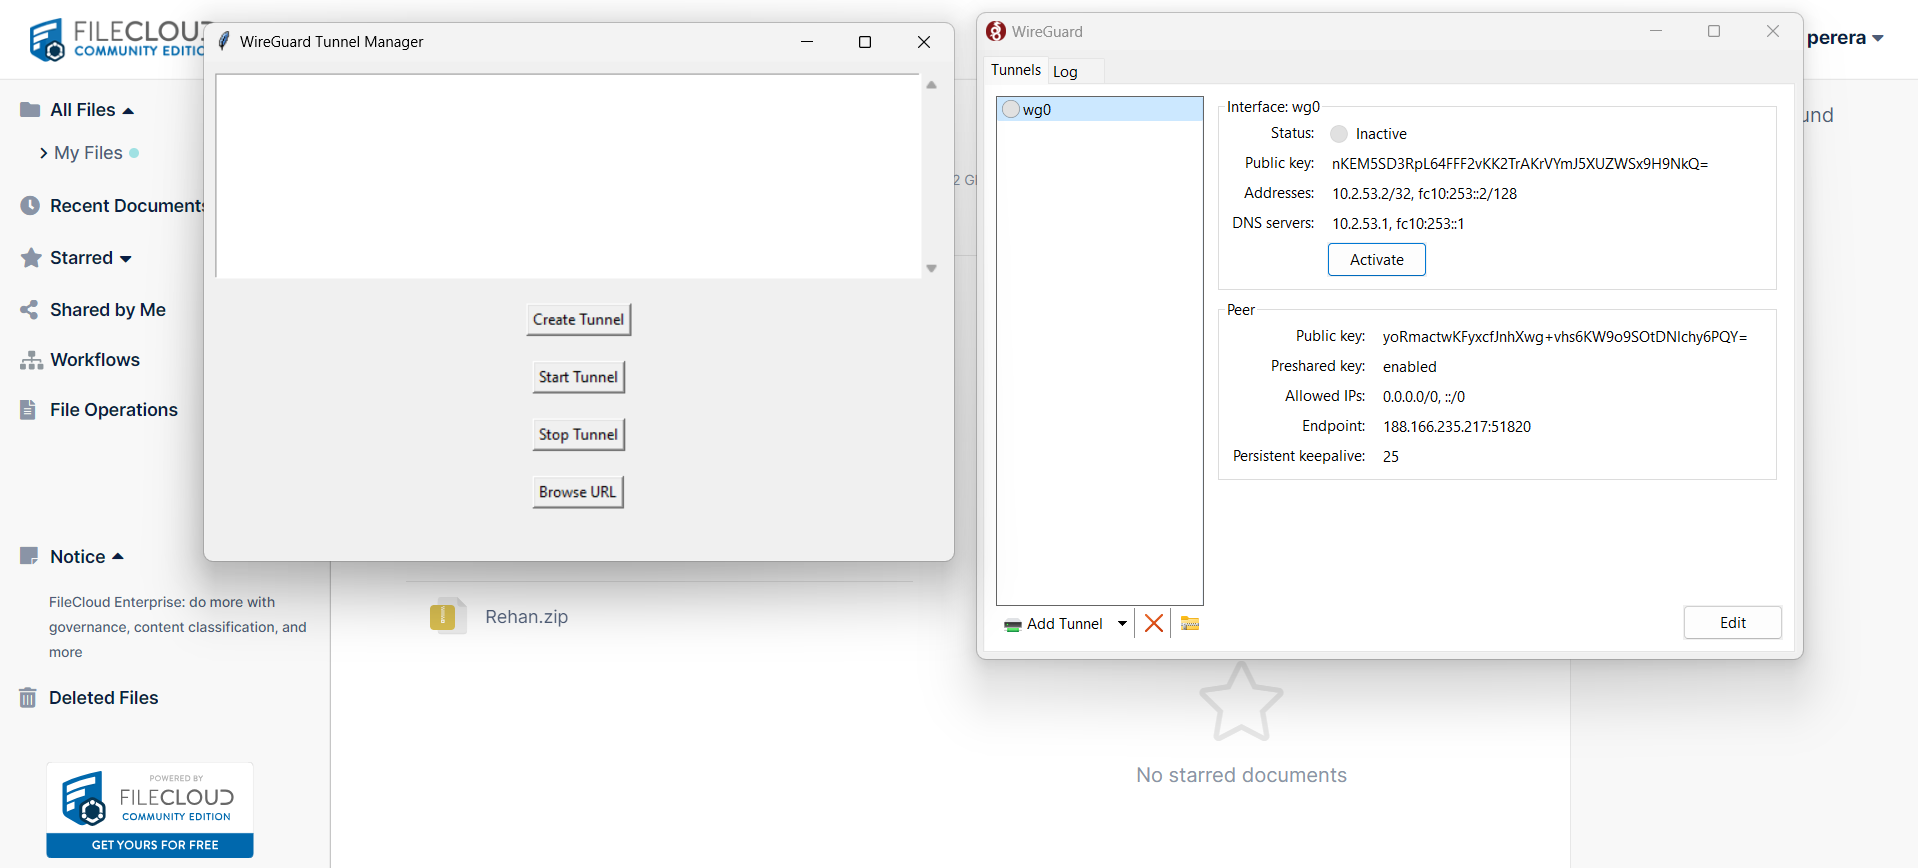 FILECLOUD
COMMUNITY EDITIO
All Files
My Files
Recent Documents
Starred
Shared by Me
Workflows
File Operations
Notice
FileCloud Enterprise: do more with
governance, content classification, and
more
Deleted Files
POWERED BY
FILECLOUD
COMMUNITY EDITION
GET YOURS FOR FREE
WireGuard Tunnel Manager
Create Tunnel
Start Tunnel
Stop Tunnel
Browse URL
Rehan.zip
2 G
WireGuard
Tunnels
Log
wg0
Interface: wg0
Status: Inactive
Public key: nKEM5SD3RpL64FFF2vKK2TrAKrVYmJ5XUZWSx9H9NkQ=
Addresses: 10.2.53.2/32, fc10:253::2/128
DNS servers: 10.2.53.1, fc10:253::1
Activate
Peer
Public key: yoRmactwKFyxcfJnhXwg+vhs6KW9o9SOtDNIchy6PQY=
Preshared key: enabled
Allowed IPs: 0.0.0.0/0, ::/0
Endpoint: 188.166.235.217:51820
Persistent keepalive: 25
Add Tunnel
Edit
No starred documents
perera
und